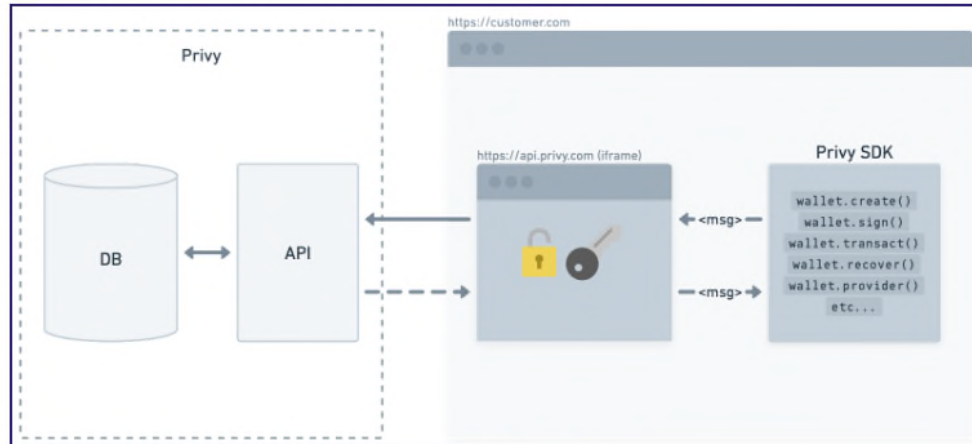 https://customer.com
Privy
https://api.privy.com (iframe)
Privy SDK
DB
API
<msg>
<msg>
wallet.create()
wallet.sign()
wallet.transact()
wallet.recover()
wallet.provider()
etc...